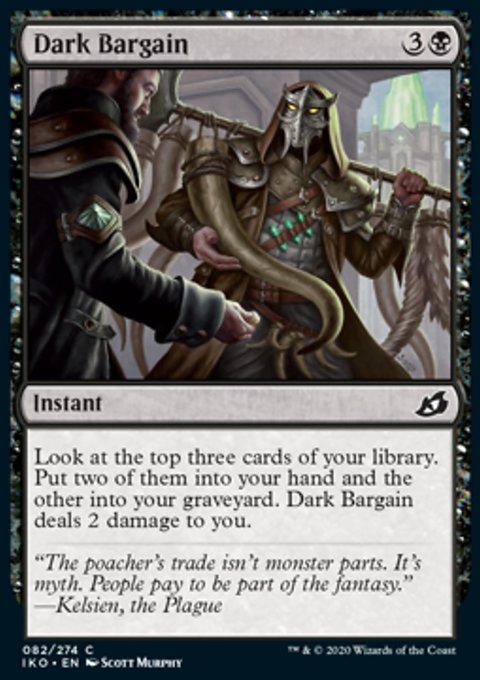 Dark Bargain 3
Instant
Look at the top three cards of your library.
Put two of them into your hand and the
other into your graveyard. Dark Bargain
deals 2 damage to you.
“The poacher’s trade isn’t monster parts. It’s
myth. People pay to be part of the fantasy.”
—Kelsien, the Plague
082/274 C
IKO • EN Scott Murphy
™ & © 2020 Wizards of the Coast